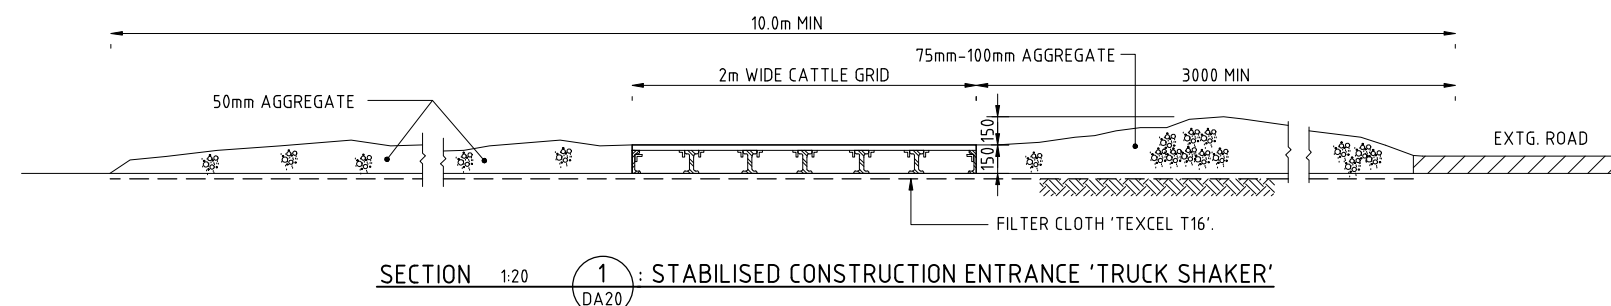 10.0m MIN
75mm-100mm AGGREGATE
2m WIDE CATTLE GRID
3000 MIN
50mm AGGREGATE
150
150
EXTG. ROAD
FILTER CLOTH 'TEXCEL T16'.
SECTION 1:20 1 : STABILISED CONSTRUCTION ENTRANCE 'TRUCK SHAKER'
DA20